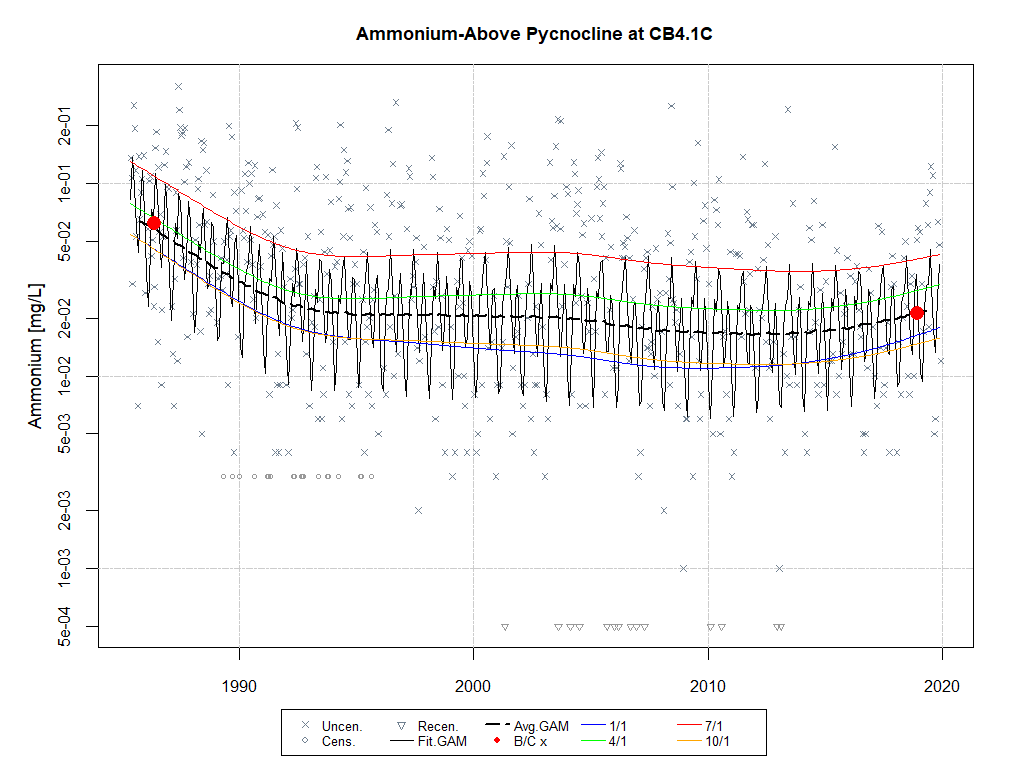 Ammonium-Above Pycnocline at CB4.1C
Ammonium [mg/L]
2e-01
1e-01
5e-02
2e-02
1e-02
5e-03
2e-03
1e-03
5e-04
1990 2000 2010 2020
Uncen. Recen. Avg.GAM 1/1 7/1
Cens. Fit.GAM B/C x 4/1 10/1